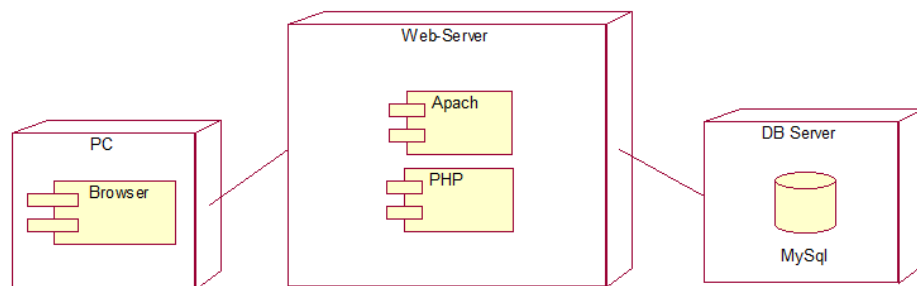 Web-Server
Apach
PHP
PC
Browser
DB Server
MySql